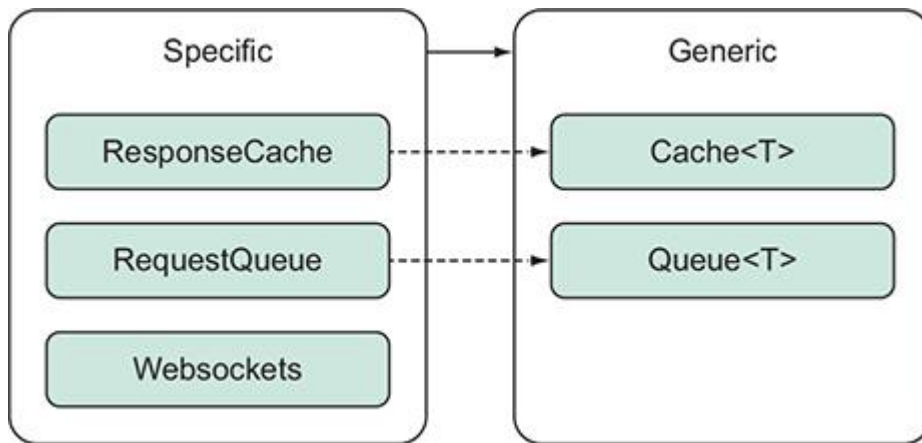 Specific
Generic
ResponseCache
Cache<T>
RequestQueue
Queue<T>
Websockets